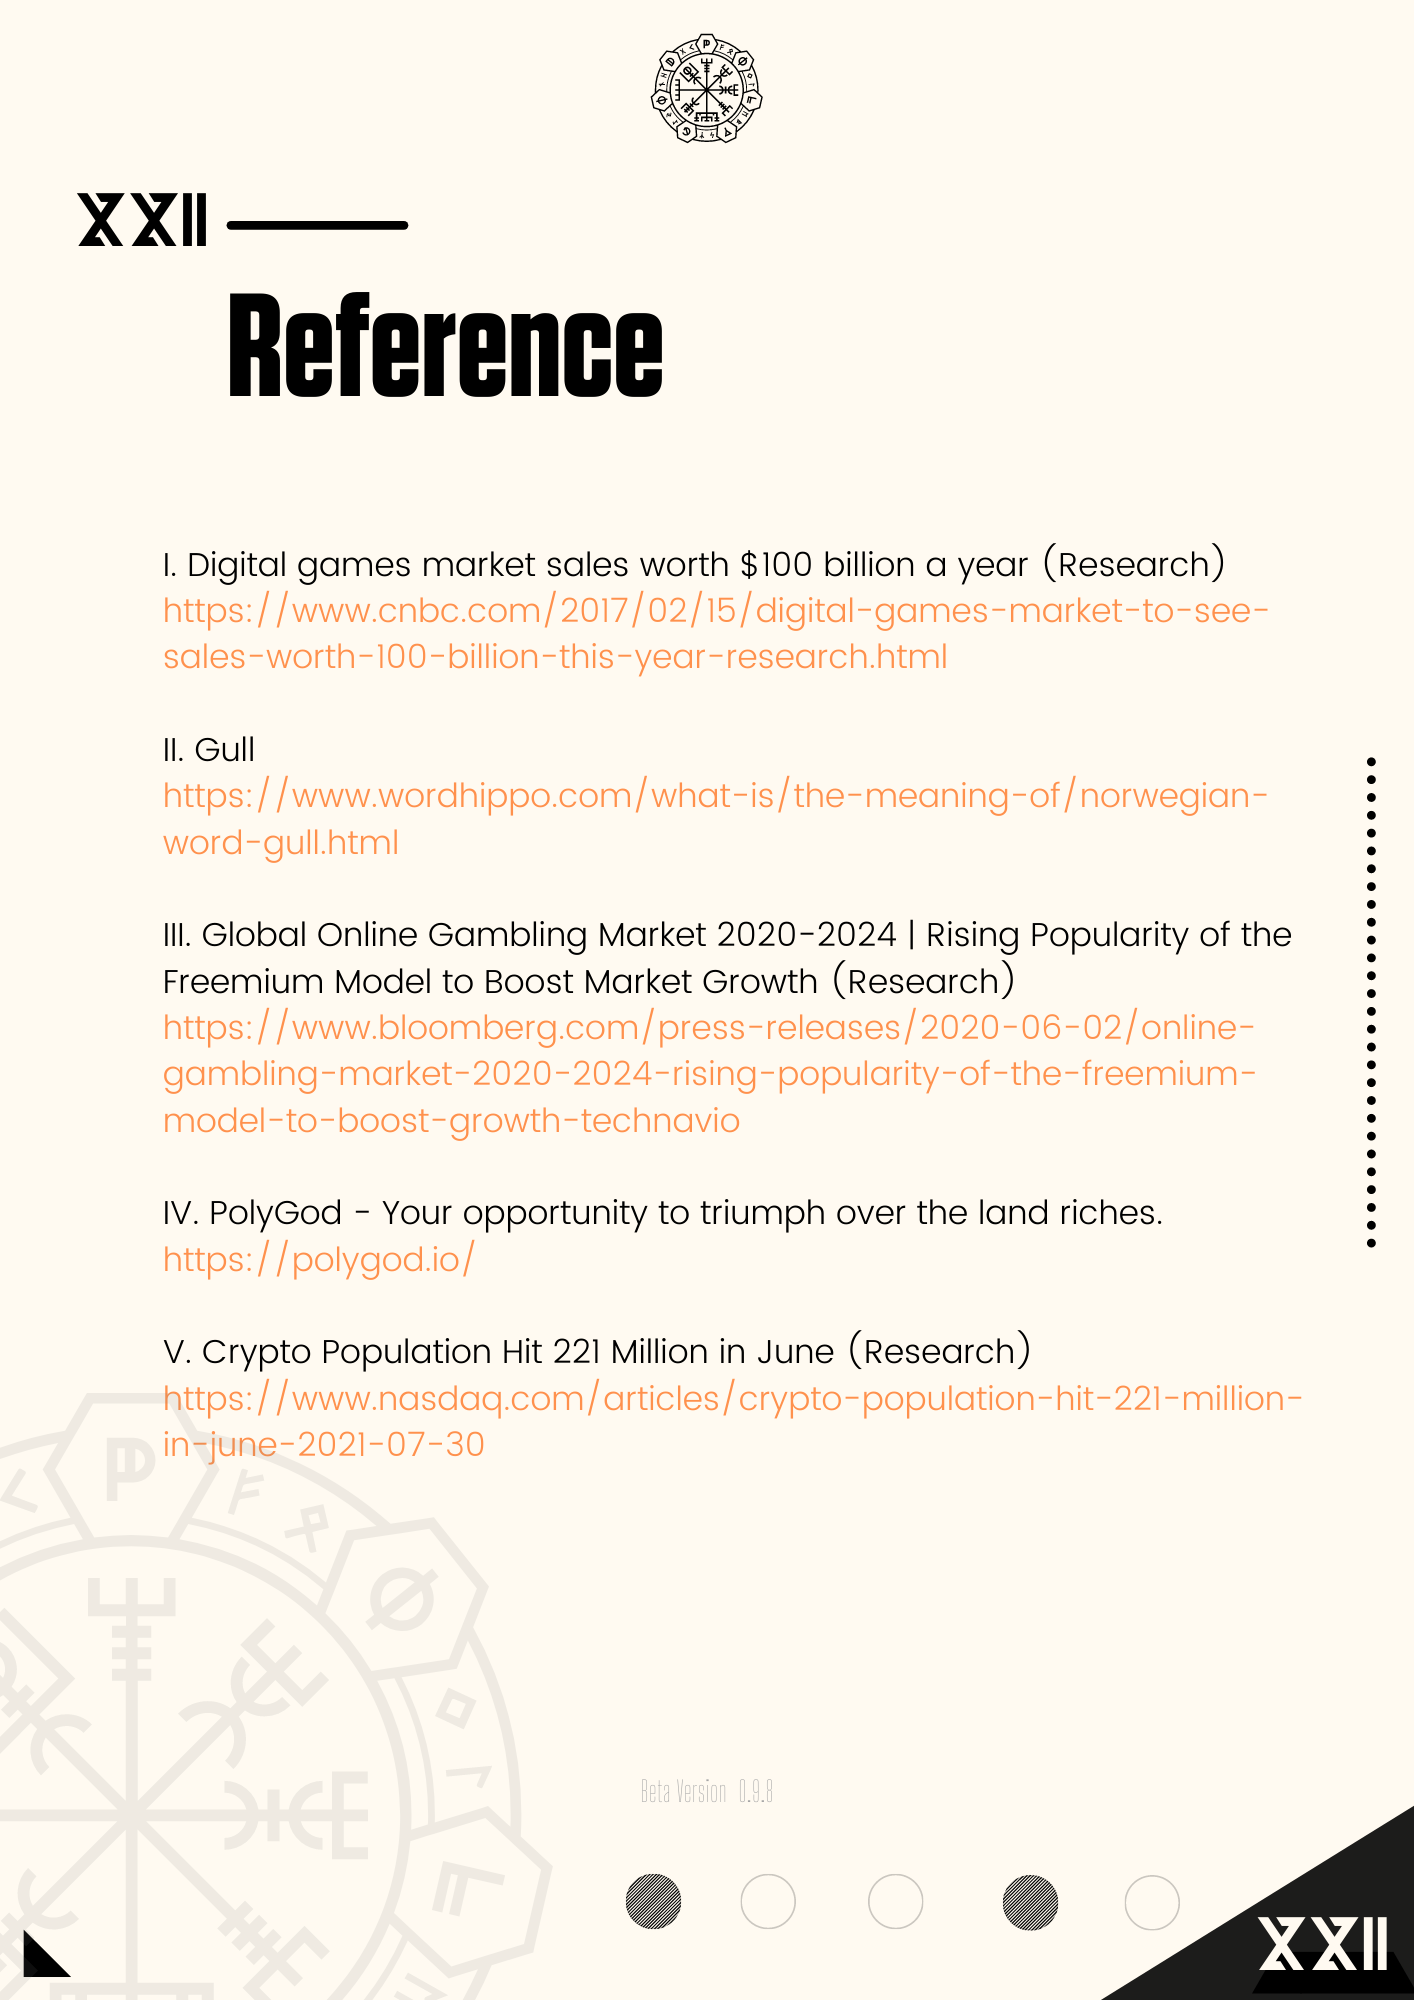 XXII
Reference
I. Digital games market sales worth $100 billion a year (Research)
https://www.cnbc.com/2017/02/15/digital-games-market-to-see-
sales-worth-100-billion-this-year-research.html
II. Gull
https://www.wordhippo.com/what-is/the-meaning-of/norwegian-
word-gull.html
III. Global Online Gambling Market 2020-2024 | Rising Popularity of the
Freemium Model to Boost Market Growth (Research)
https://www.bloomberg.com/press-releases/2020-06-02/online-
gambling-market-2020-2024-rising-popularity-of-the-freemium-
model-to-boost-growth-technavio
IV. PolyGod - Your opportunity to triumph over the land riches.
https://polygod.io/
V. Crypto Population Hit 221 Million in June (Research)
https://www.nasdaq.com/articles/crypto-population-hit-221-million-
in-june-2021-07-30
Beta Version 0.9.8
XXII